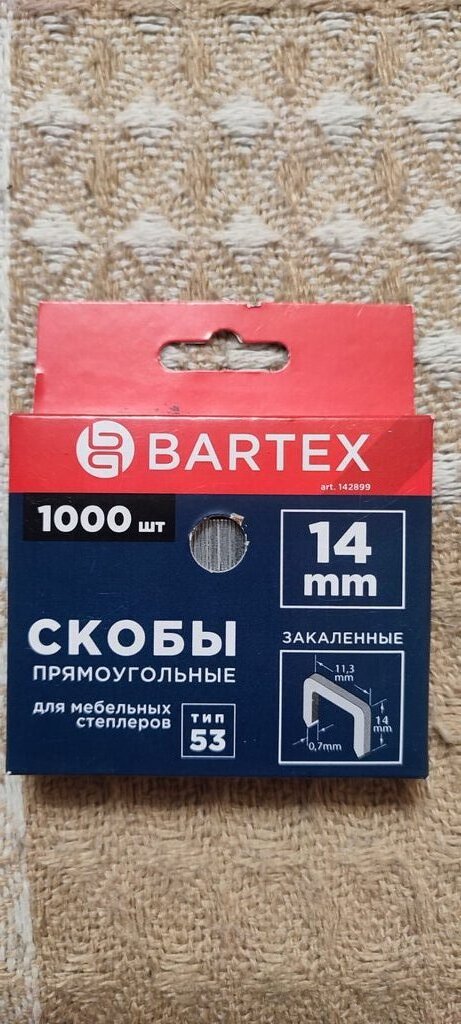 BARTEX
art. 142899
1000 шт
14
mm
СКОБЫ
ПРЯМОУГОЛЬНЫЕ
для мебельных
степлеров
ТИП
53
ЗАКАЛЕННЫЕ
11,3
mm
14
mm
0,7mm